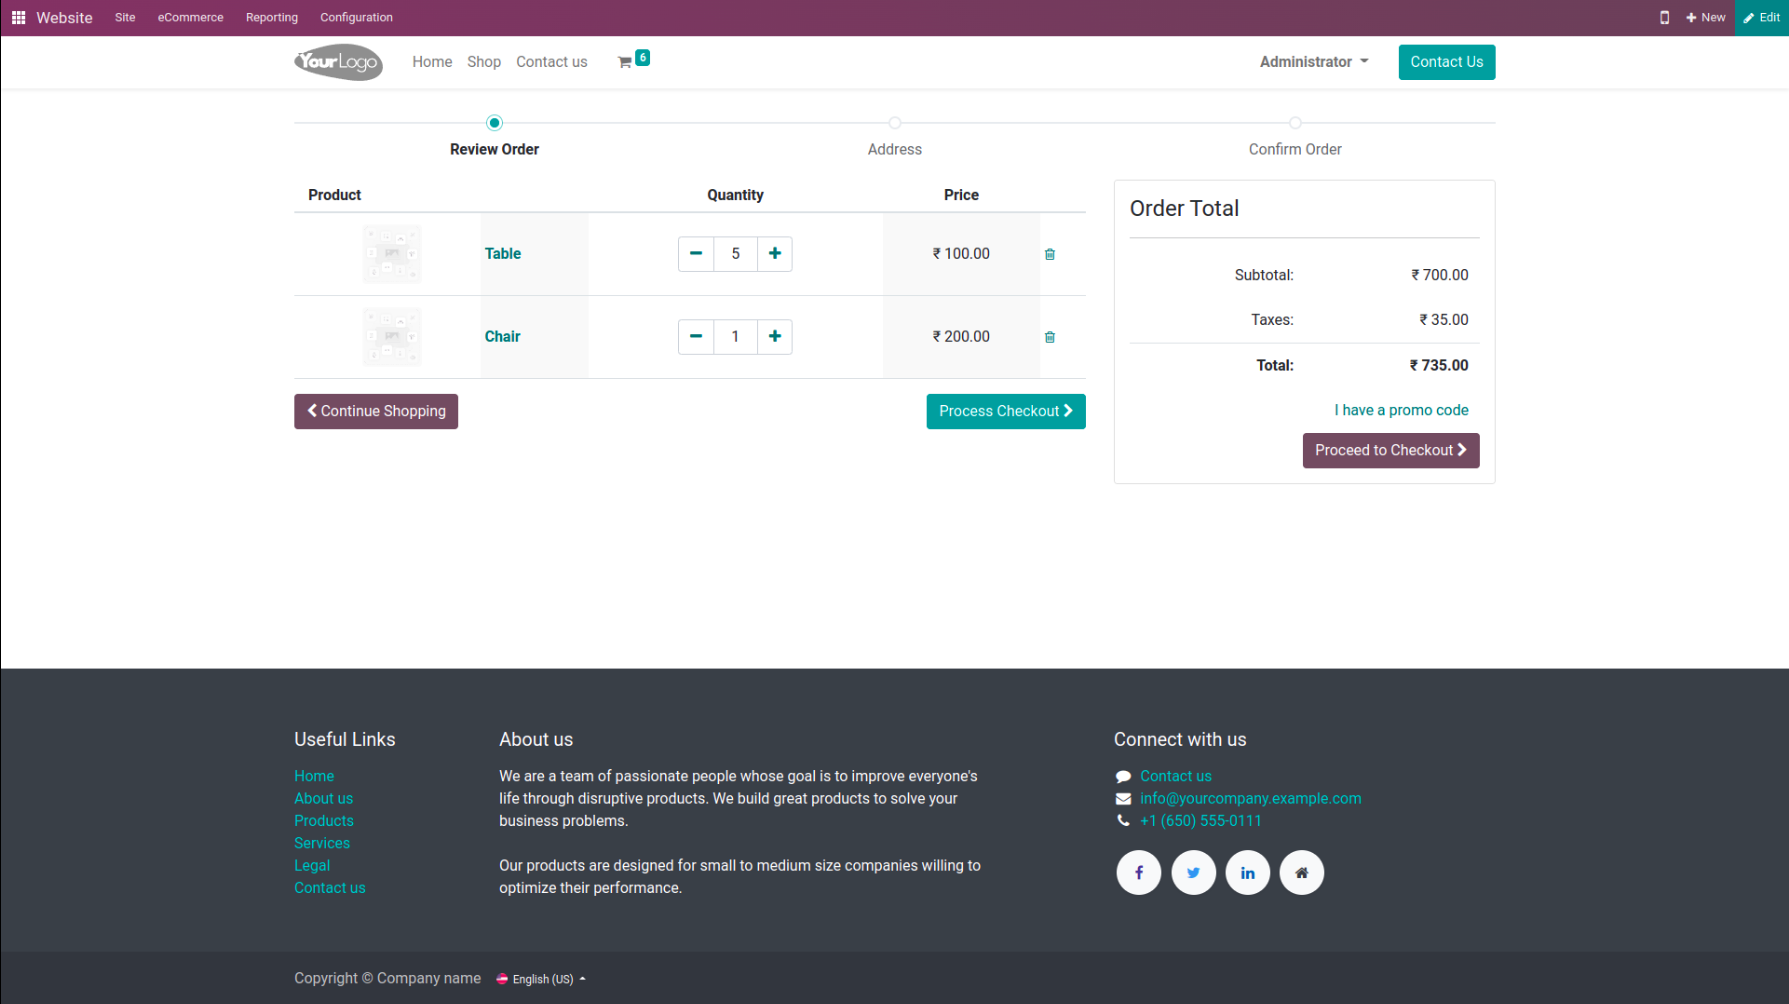 Website Site eCommerce Reporting Configuration New Edit
YourLogo Home Shop Contact us 6 Administrator Contact Us
Review Order Address Confirm Order
Product Quantity Price
Table 5 ₹ 100.00
Chair 1 ₹ 200.00
Continue Shopping Process Checkout
Order Total
Subtotal: ₹ 700.00
Taxes: ₹ 35.00
Total: ₹ 735.00
I have a promo code
Proceed to Checkout
Useful Links
Home
About us
Products
Services
Legal
Contact us
About us
We are a team of passionate people whose goal is to improve everyone's
life through disruptive products. We build great products to solve your
business problems.
Our products are designed for small to medium size companies willing to
optimize their performance.
Connect with us
Contact us
info@yourcompany.example.com
+1 (650) 555-0111
Copyright © Company name English (US)